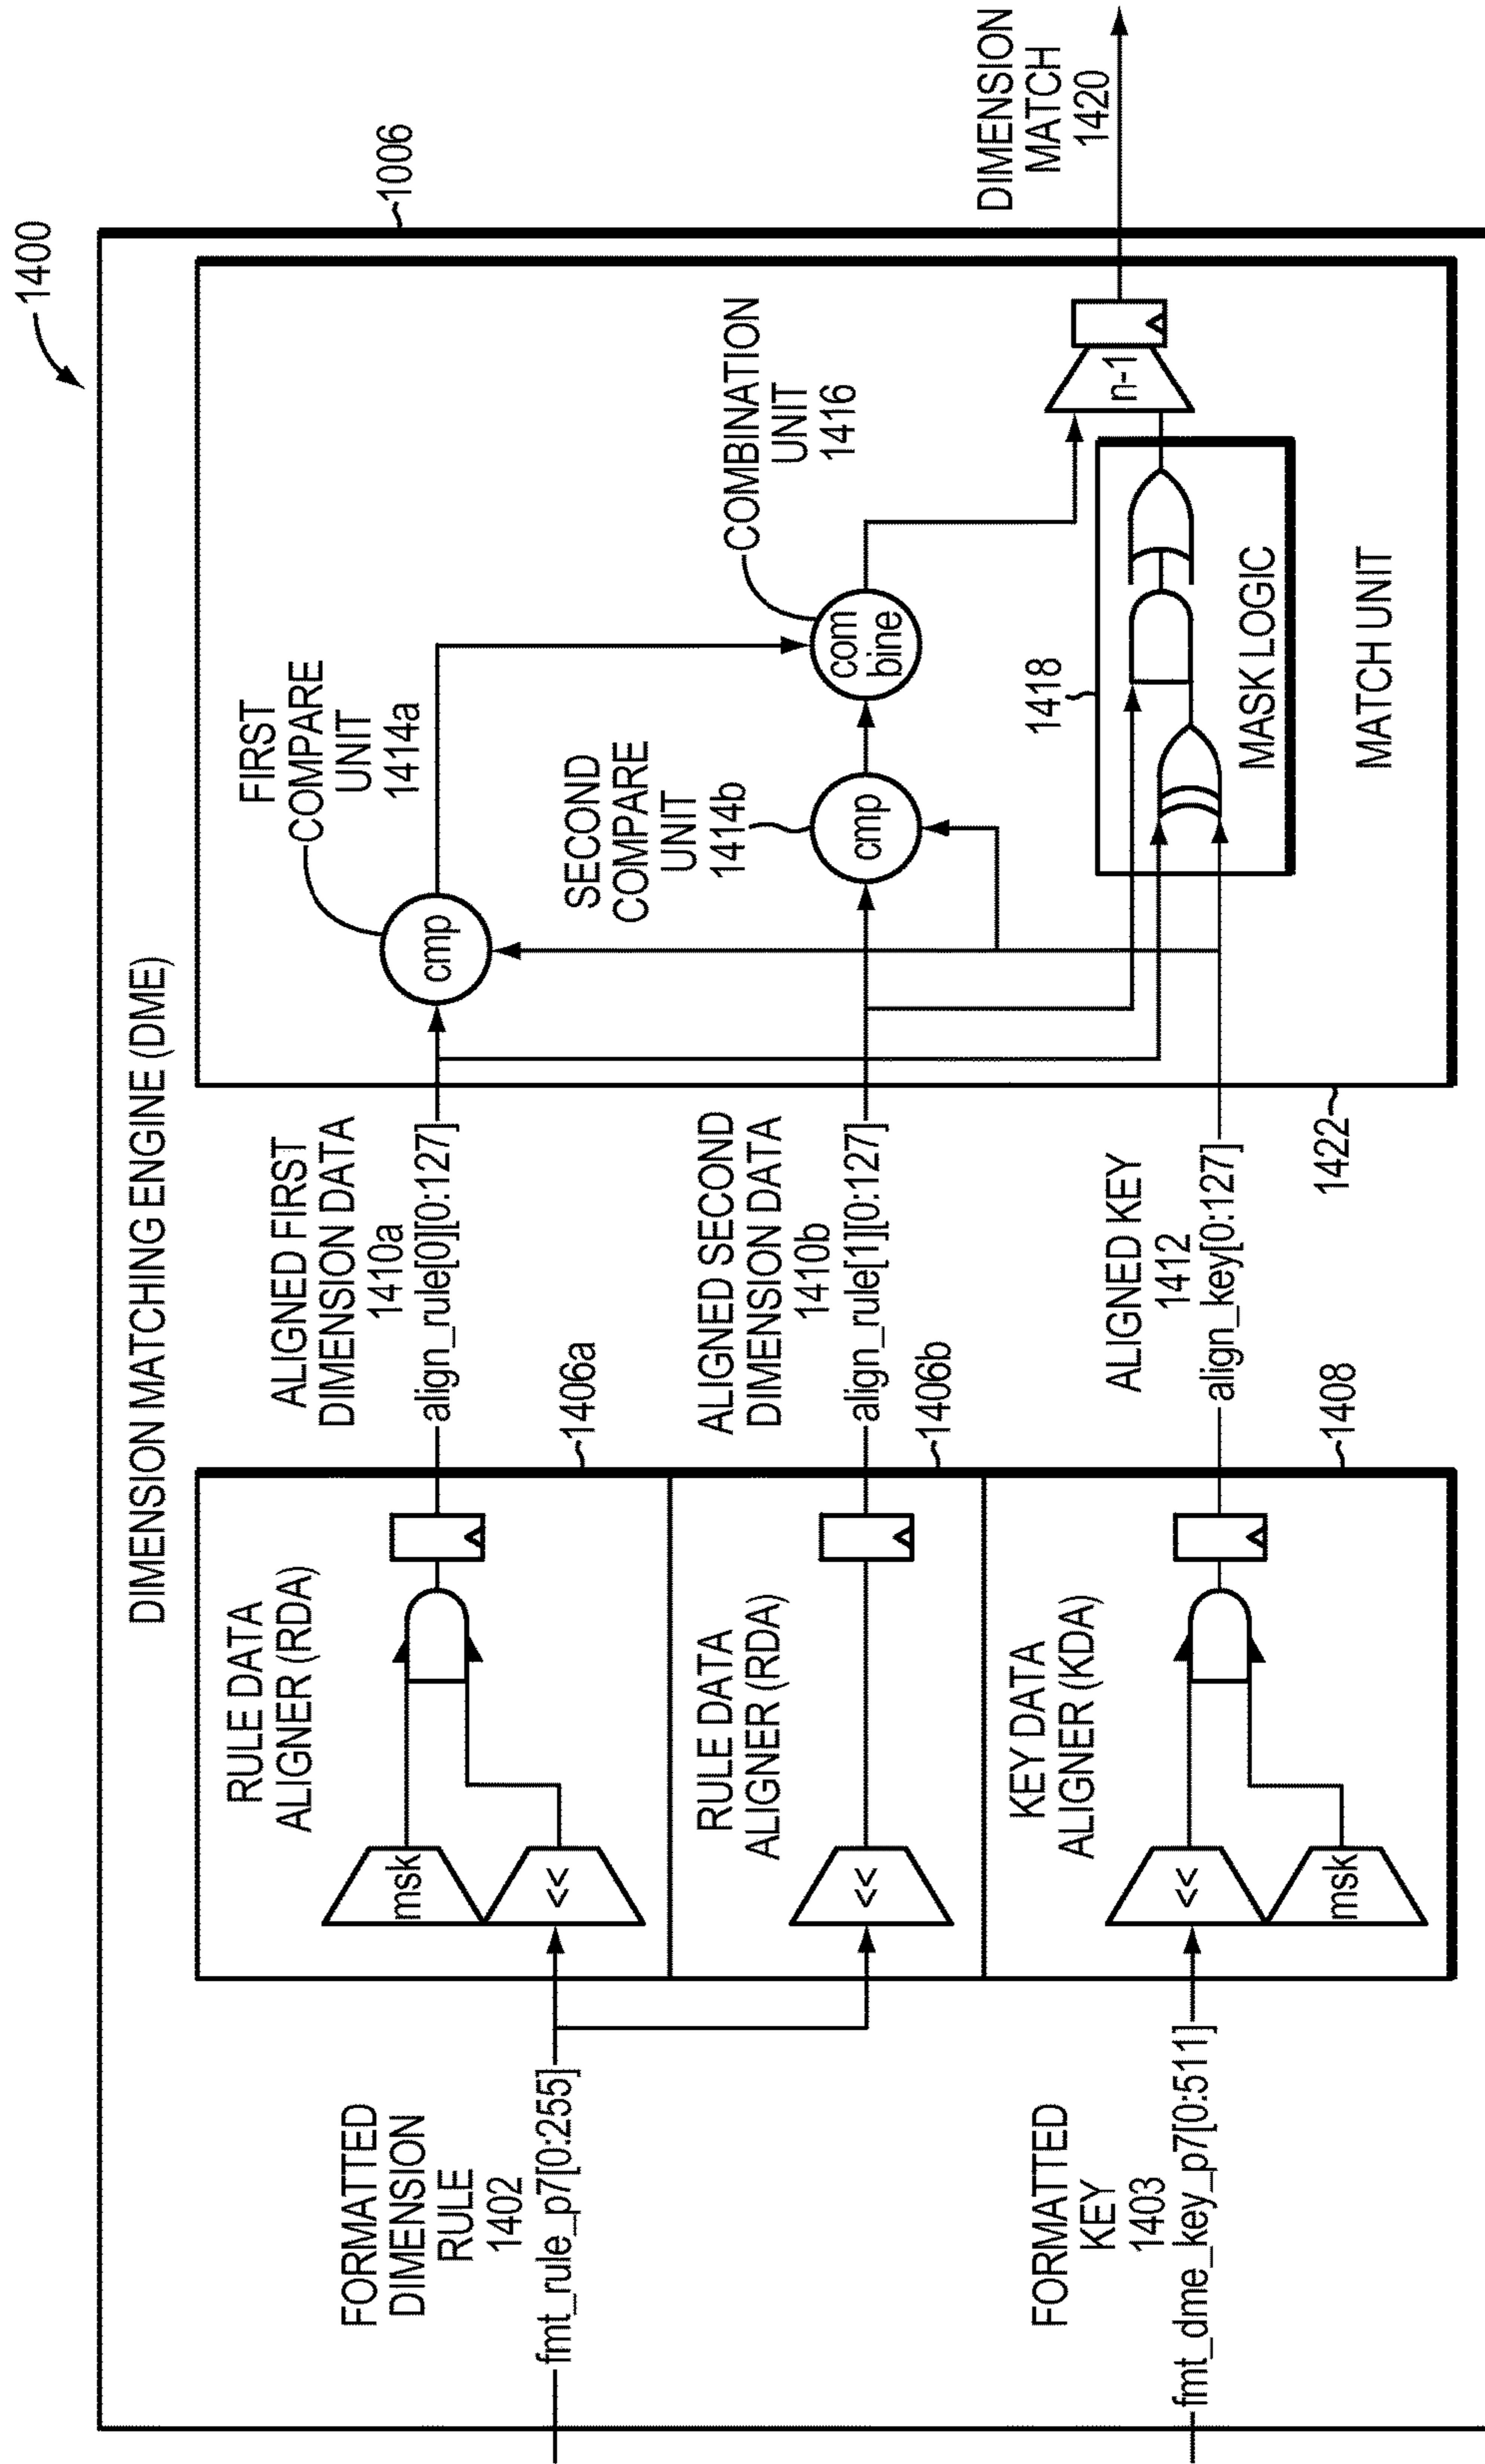 1400
1006
DIMENSION MATCHING ENGINE (DME)
FORMATTED
DIMENSION
RULE
1402
fmt_rule_p7[0:255]
FORMATTED
KEY
1403
fmt_dme_key_p7[0:511]
RULE DATA
ALIGNER (RDA)
msk
<<
RULE DATA
ALIGNER (RDA)
<<
KEY DATA
ALIGNER (KDA)
<<
msk
1406a
1406b
1408
ALIGNED FIRST
DIMENSION DATA
1410a
align_rule[0][0:127]
ALIGNED SECOND
DIMENSION DATA
1410b
align_rule[1][0:127]
ALIGNED KEY
1412
align_key[0:127]
1422
FIRST
COMPARE
UNIT
1414a
cmp
SECOND
COMPARE
UNIT
1414b
cmp
COMBINATION
UNIT
1416
com
bine
1418
MASK LOGIC
MATCH UNIT
n-1
DIMENSION
MATCH
1420